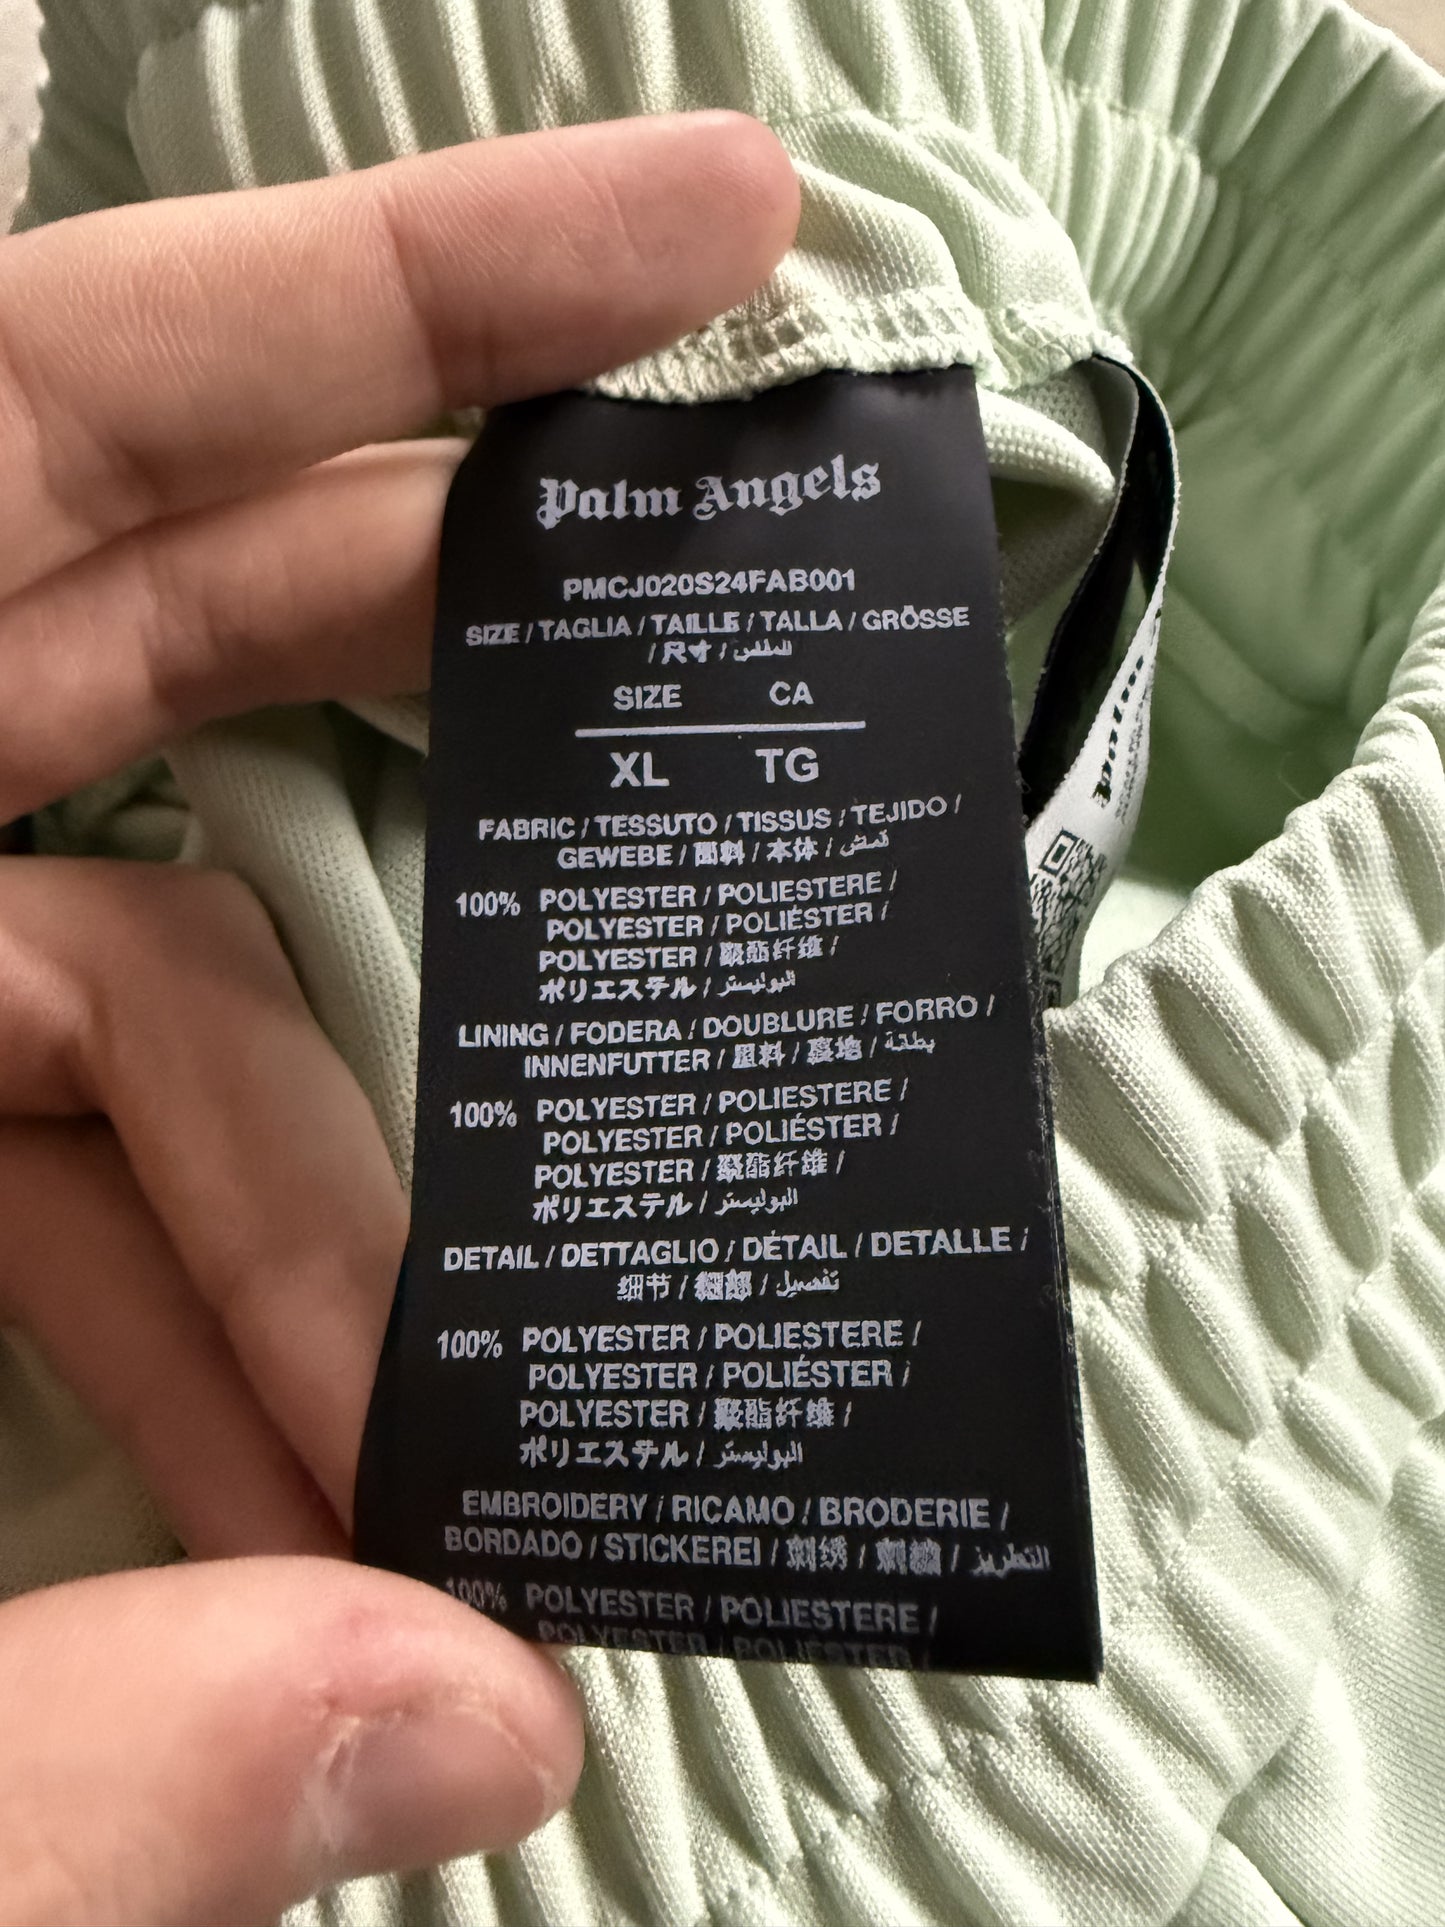 Palm Angels
PMCJ020S24FAB001
SIZE / TAGLIA / TAILLE / TALLA / GRÖSSE
/ 尺寸 / المقاس
SIZE CA
XL TG
FABRIC / TESSUTO / TISSUS / TEJIDO /
GEWEBE / 面料 / 本体 / قماش
100% POLYESTER / POLIESTERE /
POLYESTER / POLIÉSTER /
POLYESTER / 聚酯纤维 /
ポリエステル / البوليستر
LINING / FODERA / DOUBLURE / FORRO /
INNENFUTTER / 里料 / 裏地 / بطانة
100% POLYESTER / POLIESTERE /
POLYESTER / POLIÉSTER /
POLYESTER / 聚酯纤维 /
ポリエステル / البوليستر
DETAIL / DETTAGLIO / DÉTAIL / DETALLE /
细节 / 細部 / تفصيل
100% POLYESTER / POLIESTERE /
POLYESTER / POLIÉSTER /
POLYESTER / 聚酯纤维 /
ポリエステル / البوليستر
EMBROIDERY / RICAMO / BRODERIE /
BORDADO / STICKEREI / 刺绣 / 刺繍 / التطريز
100% POLYESTER / POLIESTERE /
POLYESTER / POLIÉSTER